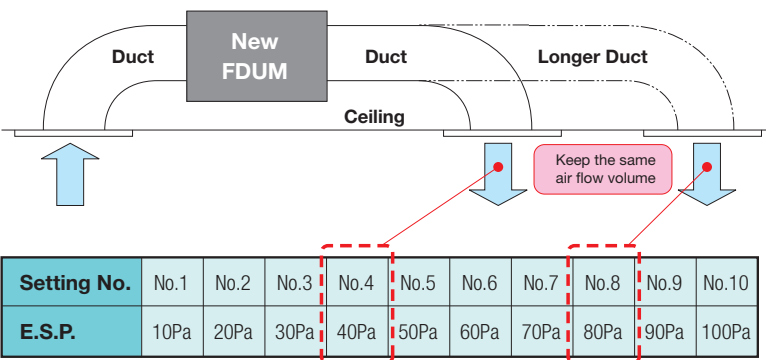 New
FDUM
Duct
Duct
Longer Duct
Ceiling
Keep the same
air flow volume
Setting No. No.1 No.2 No.3 No.4 No.5 No.6 No.7 No.8 No.9 No.10
E.S.P. 10Pa 20Pa 30Pa 40Pa 50Pa 60Pa 70Pa 80Pa 90Pa 100Pa